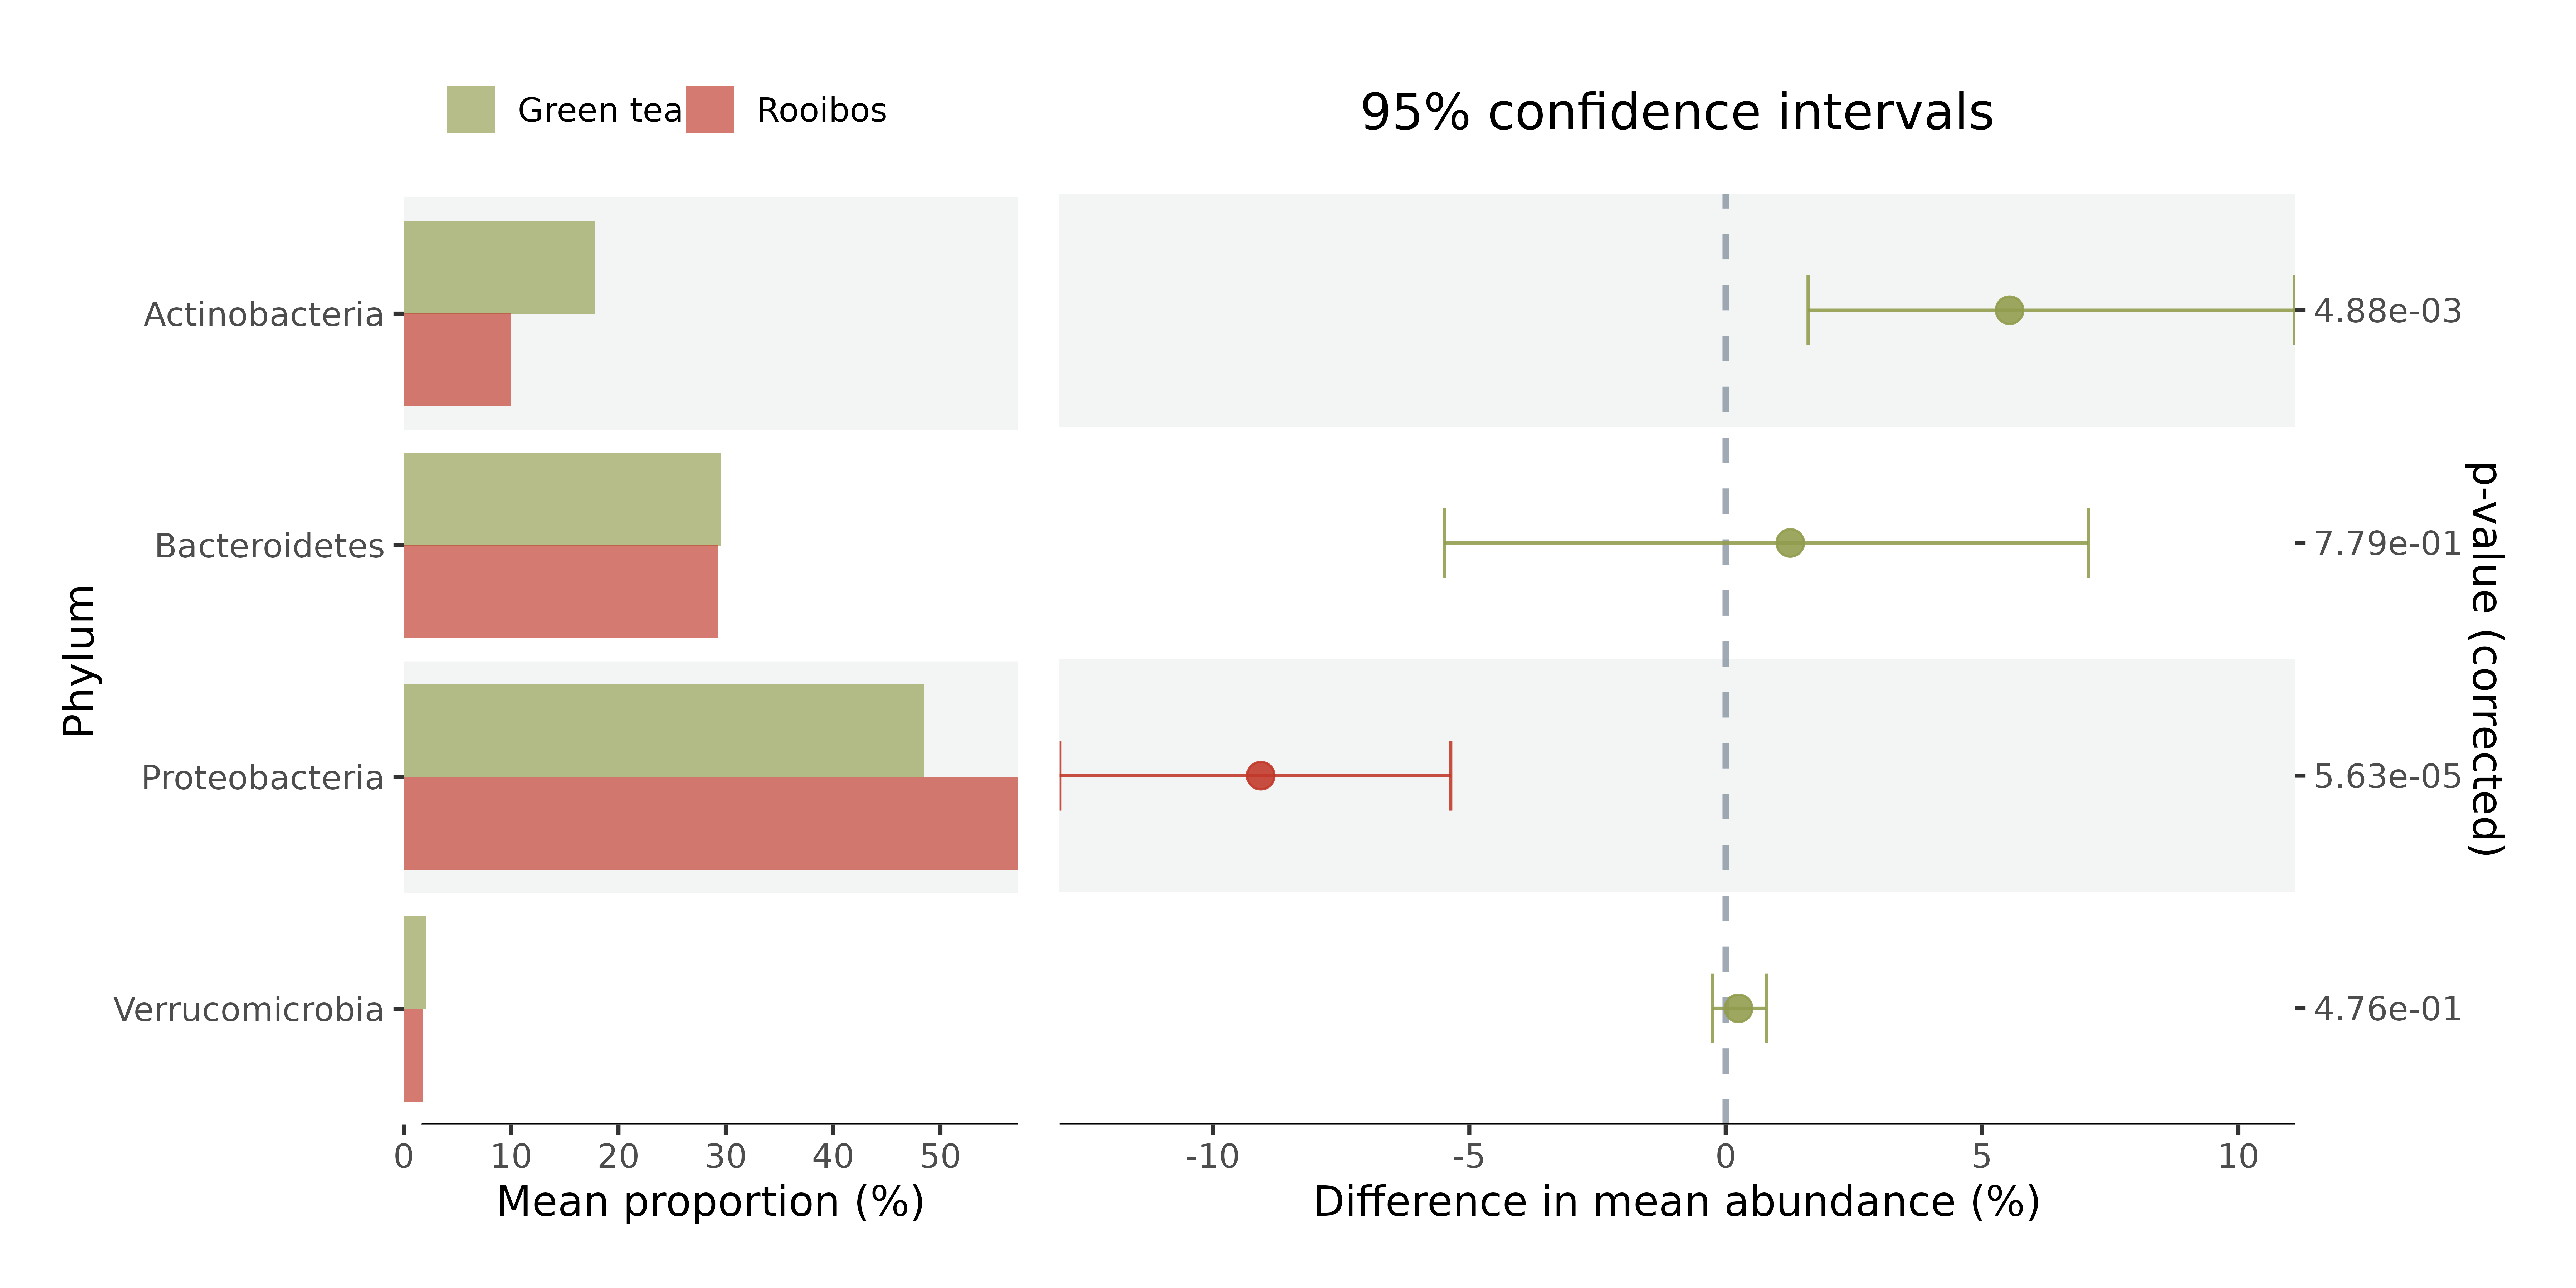 Green tea Rooibos
95% confidence intervals
Phylum
Actinobacteria
Bacteroidetes
Proteobacteria
Verrucomicrobia
0 10 20 30 40 50
Mean proportion (%)
-10 -5 0 5 10
Difference in mean abundance (%)
4.88e-03
7.79e-01
5.63e-05
4.76e-01
p-value (corrected)